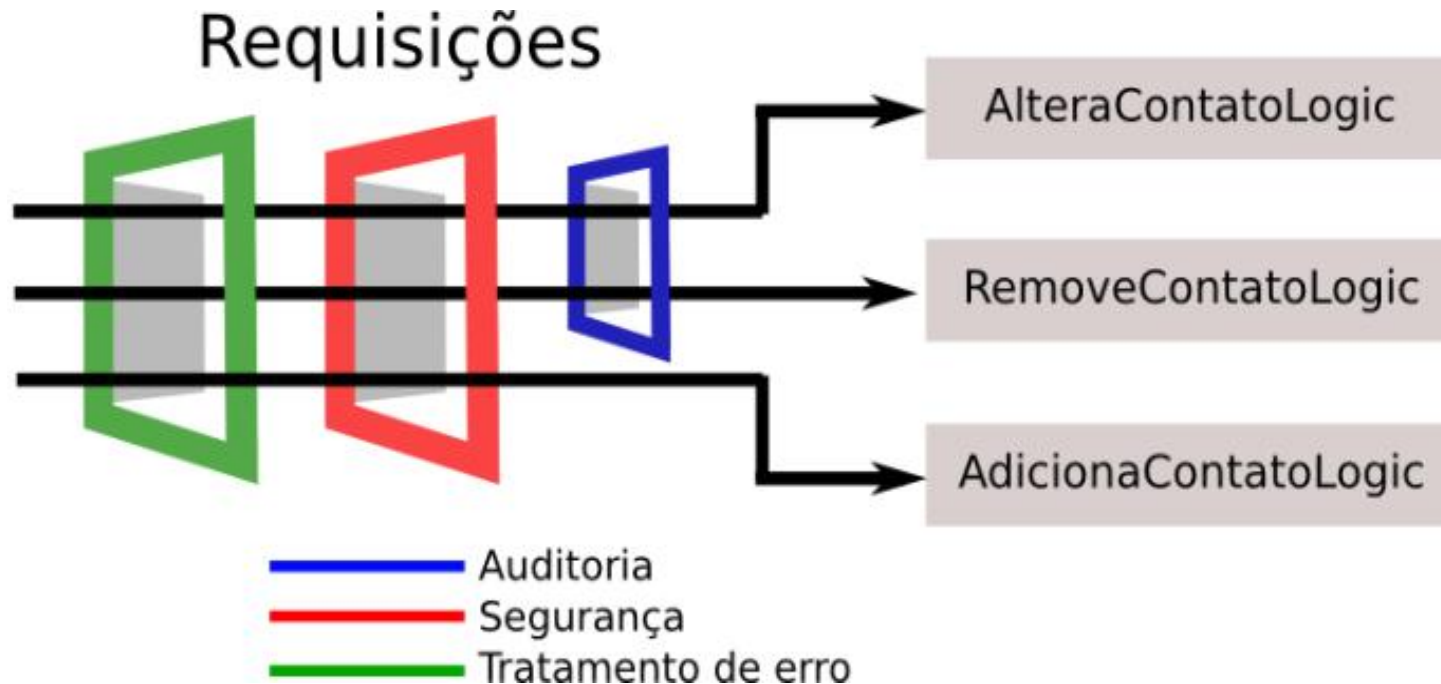 Requisições
AlteraContatoLogic
RemoveContatoLogic
AdicionaContatoLogic
Auditoria
Segurança
Tratamento de erro